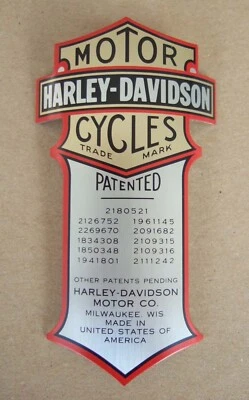 MOTOR
HARLEY-DAVIDSON
CYCLES
TRADE MARK
PATENTED
2180521
2126752 1961145
2269670 2091682
1834308 2109315
1850348 2109316
1941801 2111242
OTHER PATENTS PENDING
HARLEY-DAVIDSON
MOTOR CO.
MILWAUKEE WIS
MADE IN
UNITED STATES OF
AMERICA